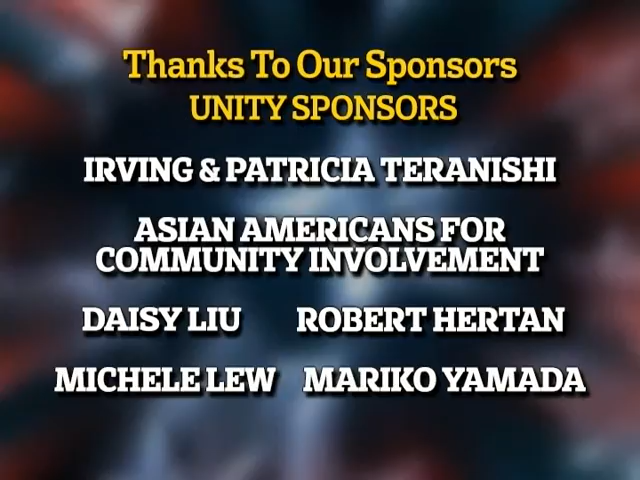 Thanks To Our Sponsors
UNITY SPONSORS
IRVING & PATRICIA TERANISHI
ASIAN AMERICANS FOR
COMMUNITY INVOLVEMENT
DAISY LIU ROBERT HERTAN
MICHELE LEW MARIKO YAMADA